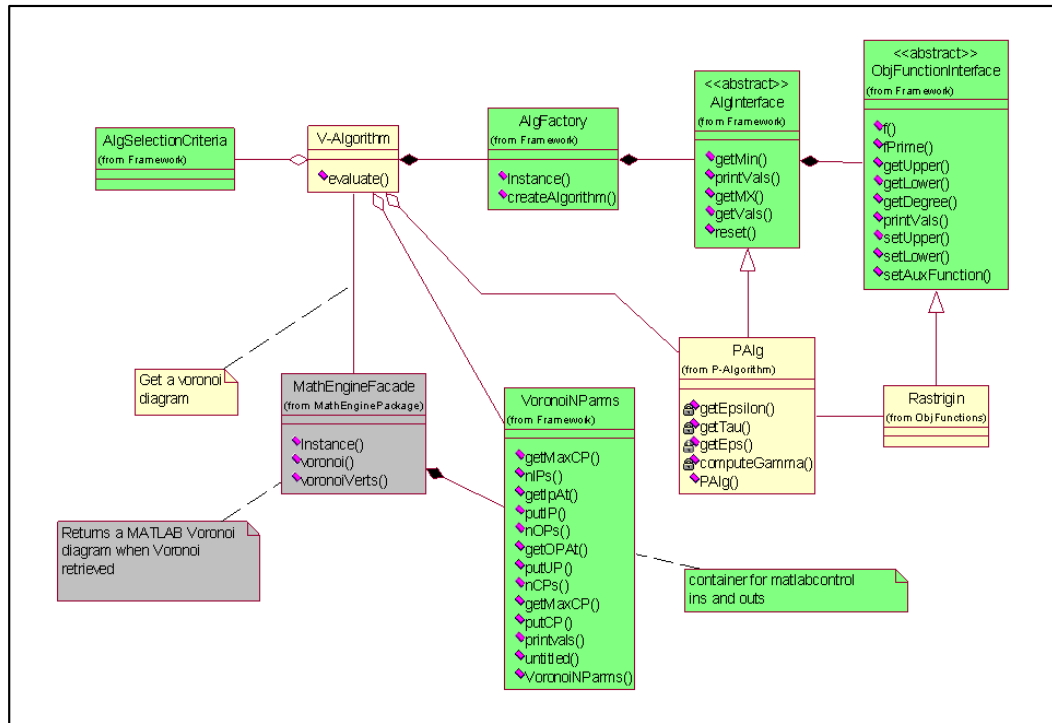 AlgSelectionCriteria
(from Framework)
V-Algorithm
evaluate()
AlgFactory
(from Framework)
Instance()
createAlgorithm()
<<abstract>>
AlgInterface
(from Framework)
getMin()
printVals()
getMX()
getVals()
reset()
<<abstract>>
ObjFunctionInterface
(from Framework)
f()
fPrime()
getUpper()
getLower()
getDegree()
printVals()
setUpper()
setLower()
setAuxFunction()
Get a voronoi
diagram
MathEngineFacade
(from MathEnginePackage)
Instance()
voronoi()
voronoiVerts()
Returns a MATLAB Voronoi
diagram when Voronoi
retrieved
VoronoiNParms
(from Framework)
getMaxCP()
nIPs()
getIpAt()
putIP()
nOPs()
getOPAt()
putUP()
nCPs()
getMaxCP()
putCP()
printvals()
untitled()
VoronoiNParms()
PAlg
(from P-Algorithm)
getEpsilon()
getTau()
getEps()
computeGamma()
PAlg()
Rastrigin
(from ObjFunctions)
container for matlabcontrol
ins and outs